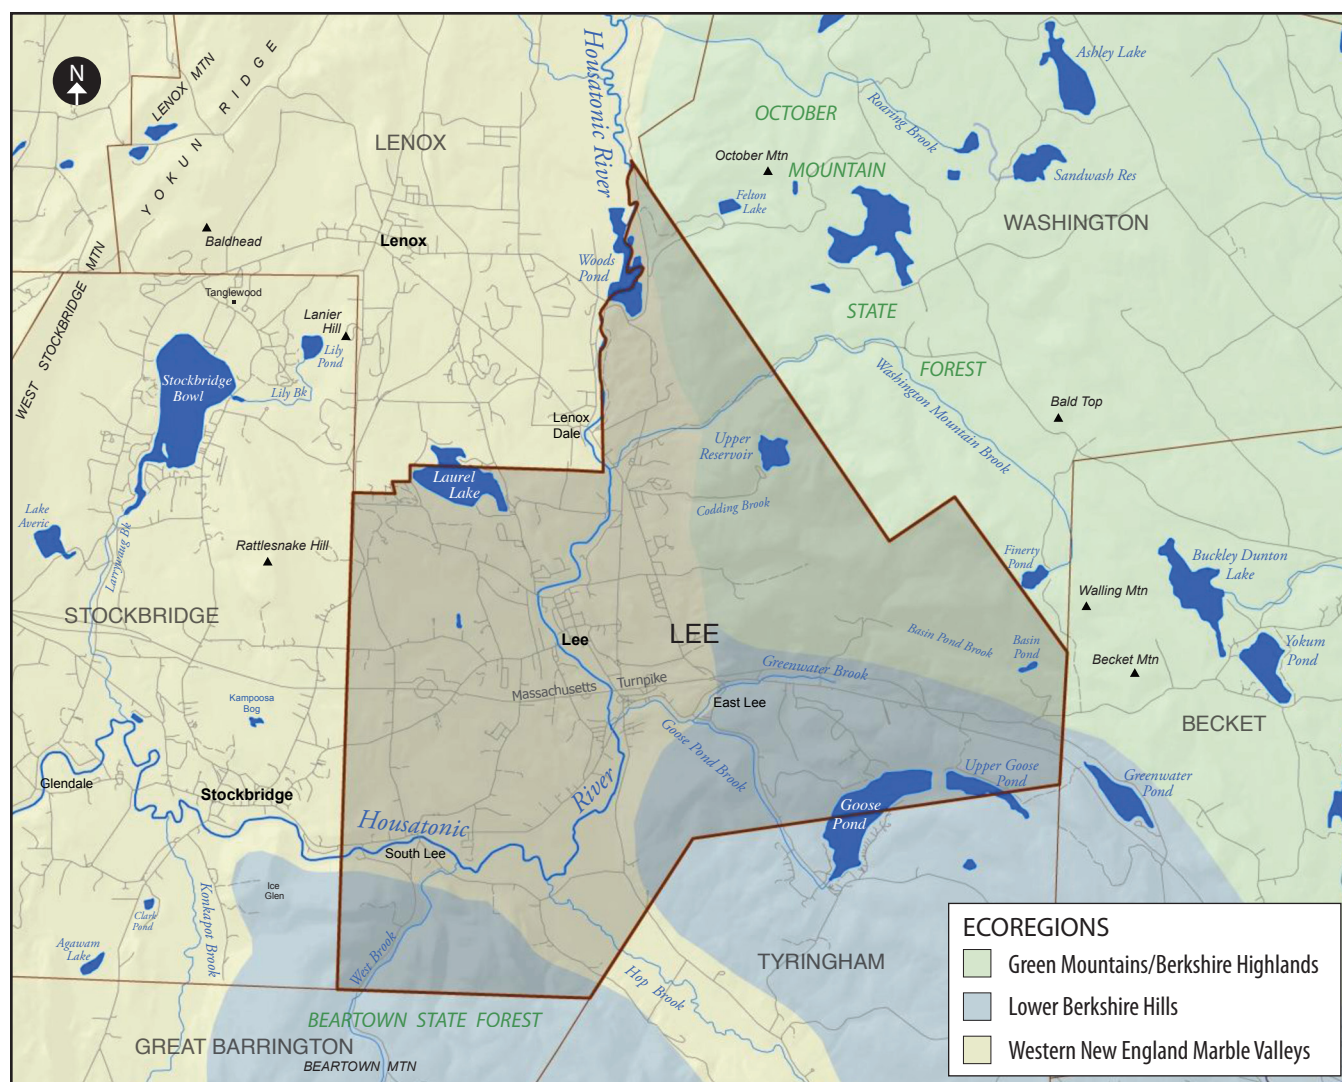 N
LENOX MTN
YOKUN RIDGE
LENOX
Housatonic River
OCTOBER
MOUNTAIN
STATE
FOREST
October Mtn
Felton
Lake
Roaring Brook
Ashley Lake
Sandwash Res
WASHINGTON
Baldhead
Lenox
Woods
Pond
WEST STOCKBRIDGE MTN
Tanglewood
Lanier
Hill
Lily
Pond
Lily Bk
Stockbridge
Bowl
Lenox
Dale
Washington Mountain Brook
Bald Top
Upper
Reservoir
Codding Brook
Laurel
Lake
Lake
Averic
Larrywaug Bk
Rattlesnake Hill
Finerty
Pond
Buckley Dunton
Lake
Walling Mtn
STOCKBRIDGE
Lee
LEE
Basin Pond Brook
Basin
Pond
Yokum
Pond
Becket Mtn
Greenwater Brook
Massachusetts Turnpike
East Lee
Kampoosa
Bog
BECKET
Goose Pond Brook
Upper Goose
Pond
Greenwater
Pond
Glendale
Stockbridge
Housatonic
River
Goose
Pond
South Lee
Ice
Glen
Konkapot Brook
Clark
Pond
Agawam
Lake
West Brook
Hop Brook
TYRINGHAM
BEARTOWN STATE FOREST
GREAT BARRINGTON
BEARTOWN MTN
ECOREGIONS
Green Mountains/Berkshire Highlands
Lower Berkshire Hills
Western New England Marble Valleys